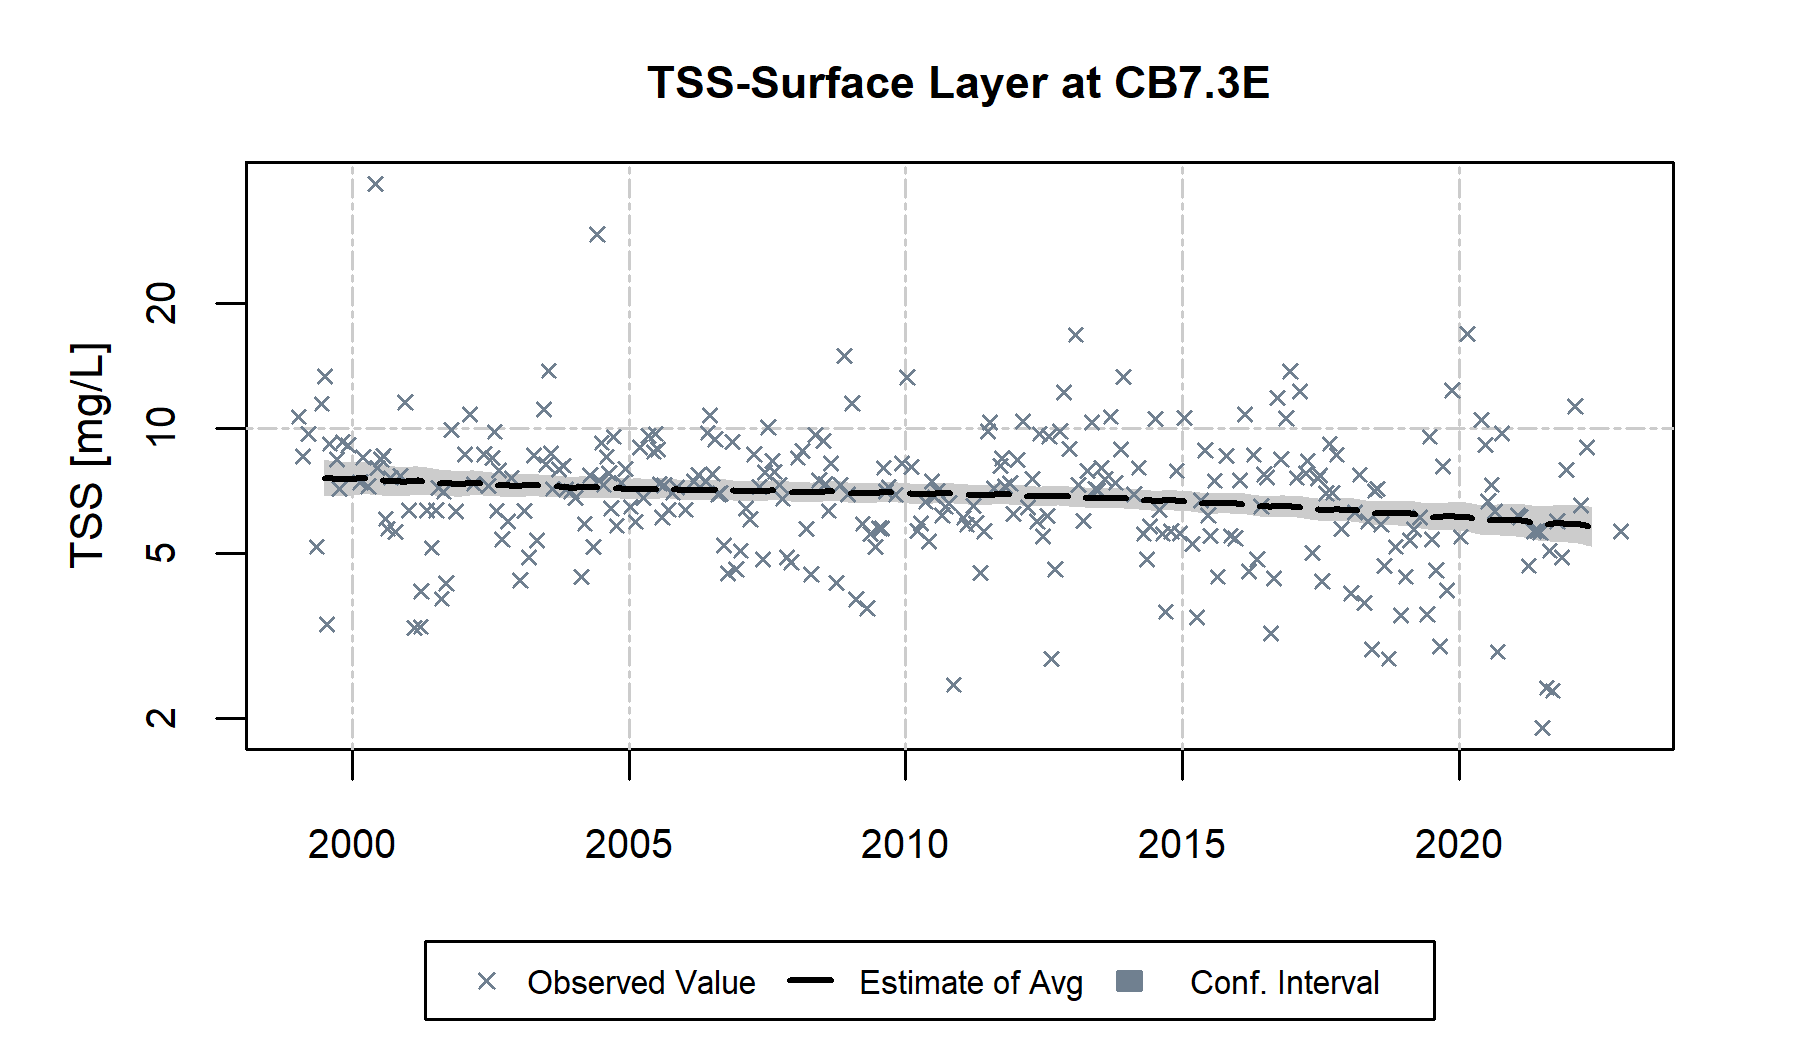 TSS-Surface Layer at CB7.3E
TSS [mg/L]
20
10
5
2
2000 2005 2010 2015 2020
Observed Value Estimate of Avg Conf. Interval